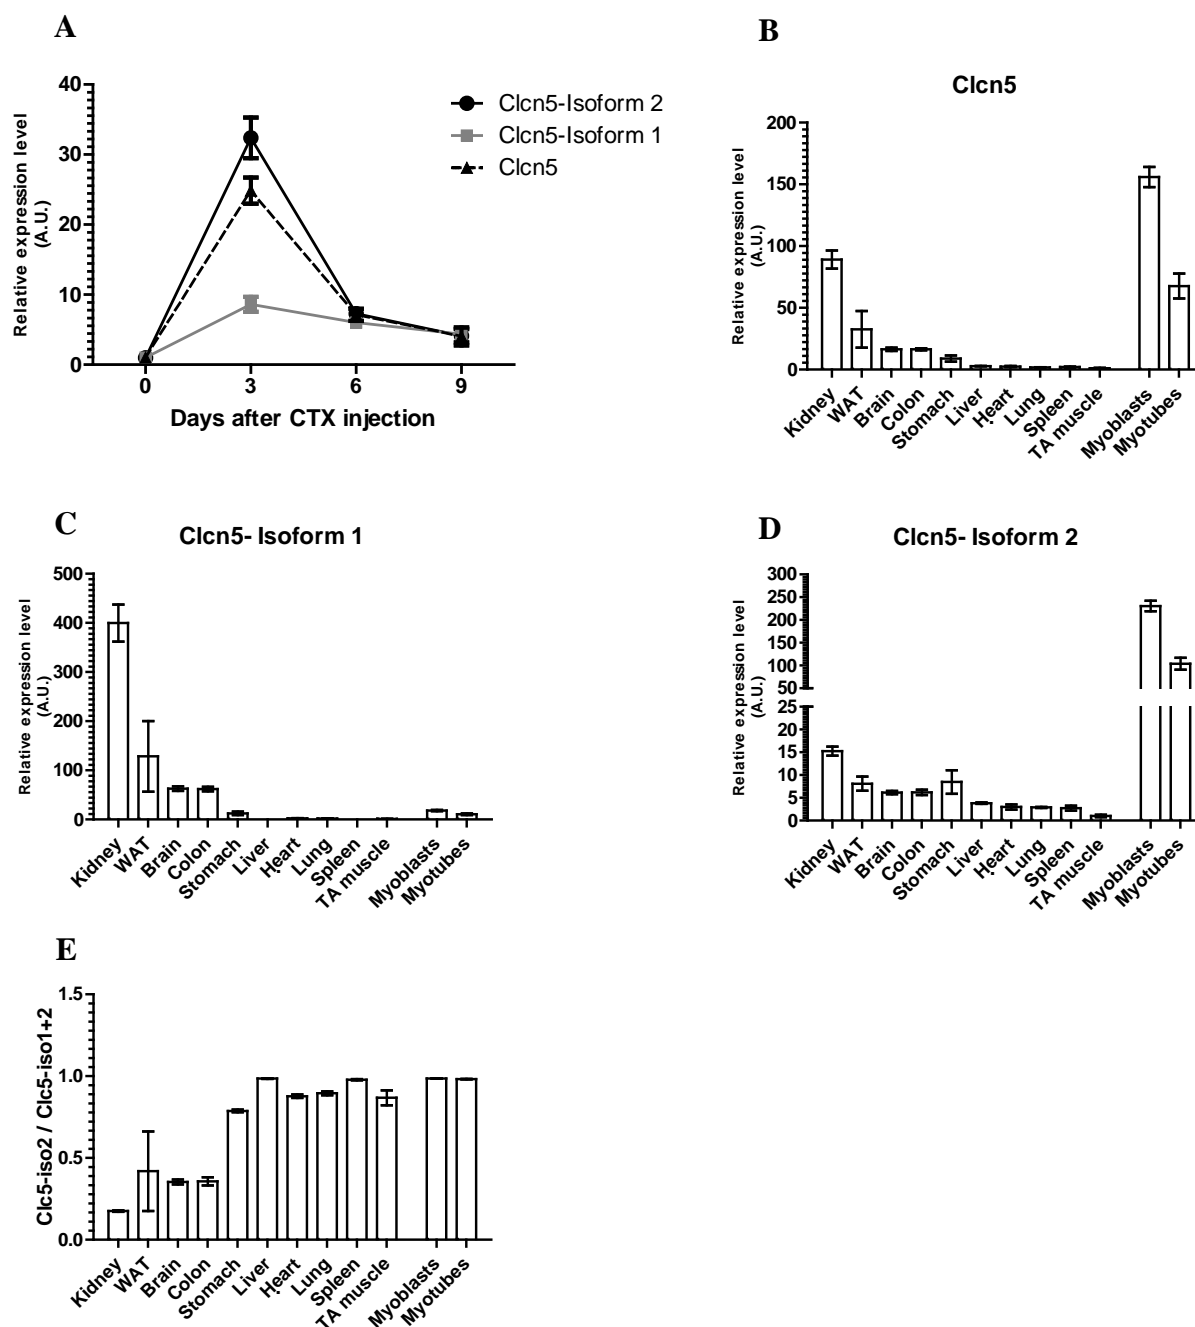 A
Relative expression level
(A.U.)
40
30
20
10
0
0 3 6 9
Days after CTX injection
Clcn5-Isoform 2
Clcn5-Isoform 1
Clcn5
B
Clcn5
Relative expression level
(A.U.)
200
150
100
50
0
Kidney
WAT
Brain
Colon
Stomach
Liver
Heart
Lung
Spleen
TA muscle
Myoblasts
Myotubes
C
Clcn5- Isoform 1
Relative expression level
(A.U.)
500
400
300
200
100
0
Kidney
WAT
Brain
Colon
Stomach
Liver
Heart
Lung
Spleen
TA muscle
Myoblasts
Myotubes
D
Clcn5- Isoform 2
Relative expression level
(A.U.)
300
250
200
150
100
50
25
20
15
10
5
0
Kidney
WAT
Brain
Colon
Stomach
Liver
Heart
Lung
Spleen
TA muscle
Myoblasts
Myotubes
E
Clc5-iso2 / Clc5-iso1+2
1.5
1.0
0.5
0.0
Kidney
WAT
Brain
Colon
Stomach
Liver
Heart
Lung
Spleen
TA muscle
Myoblasts
Myotubes